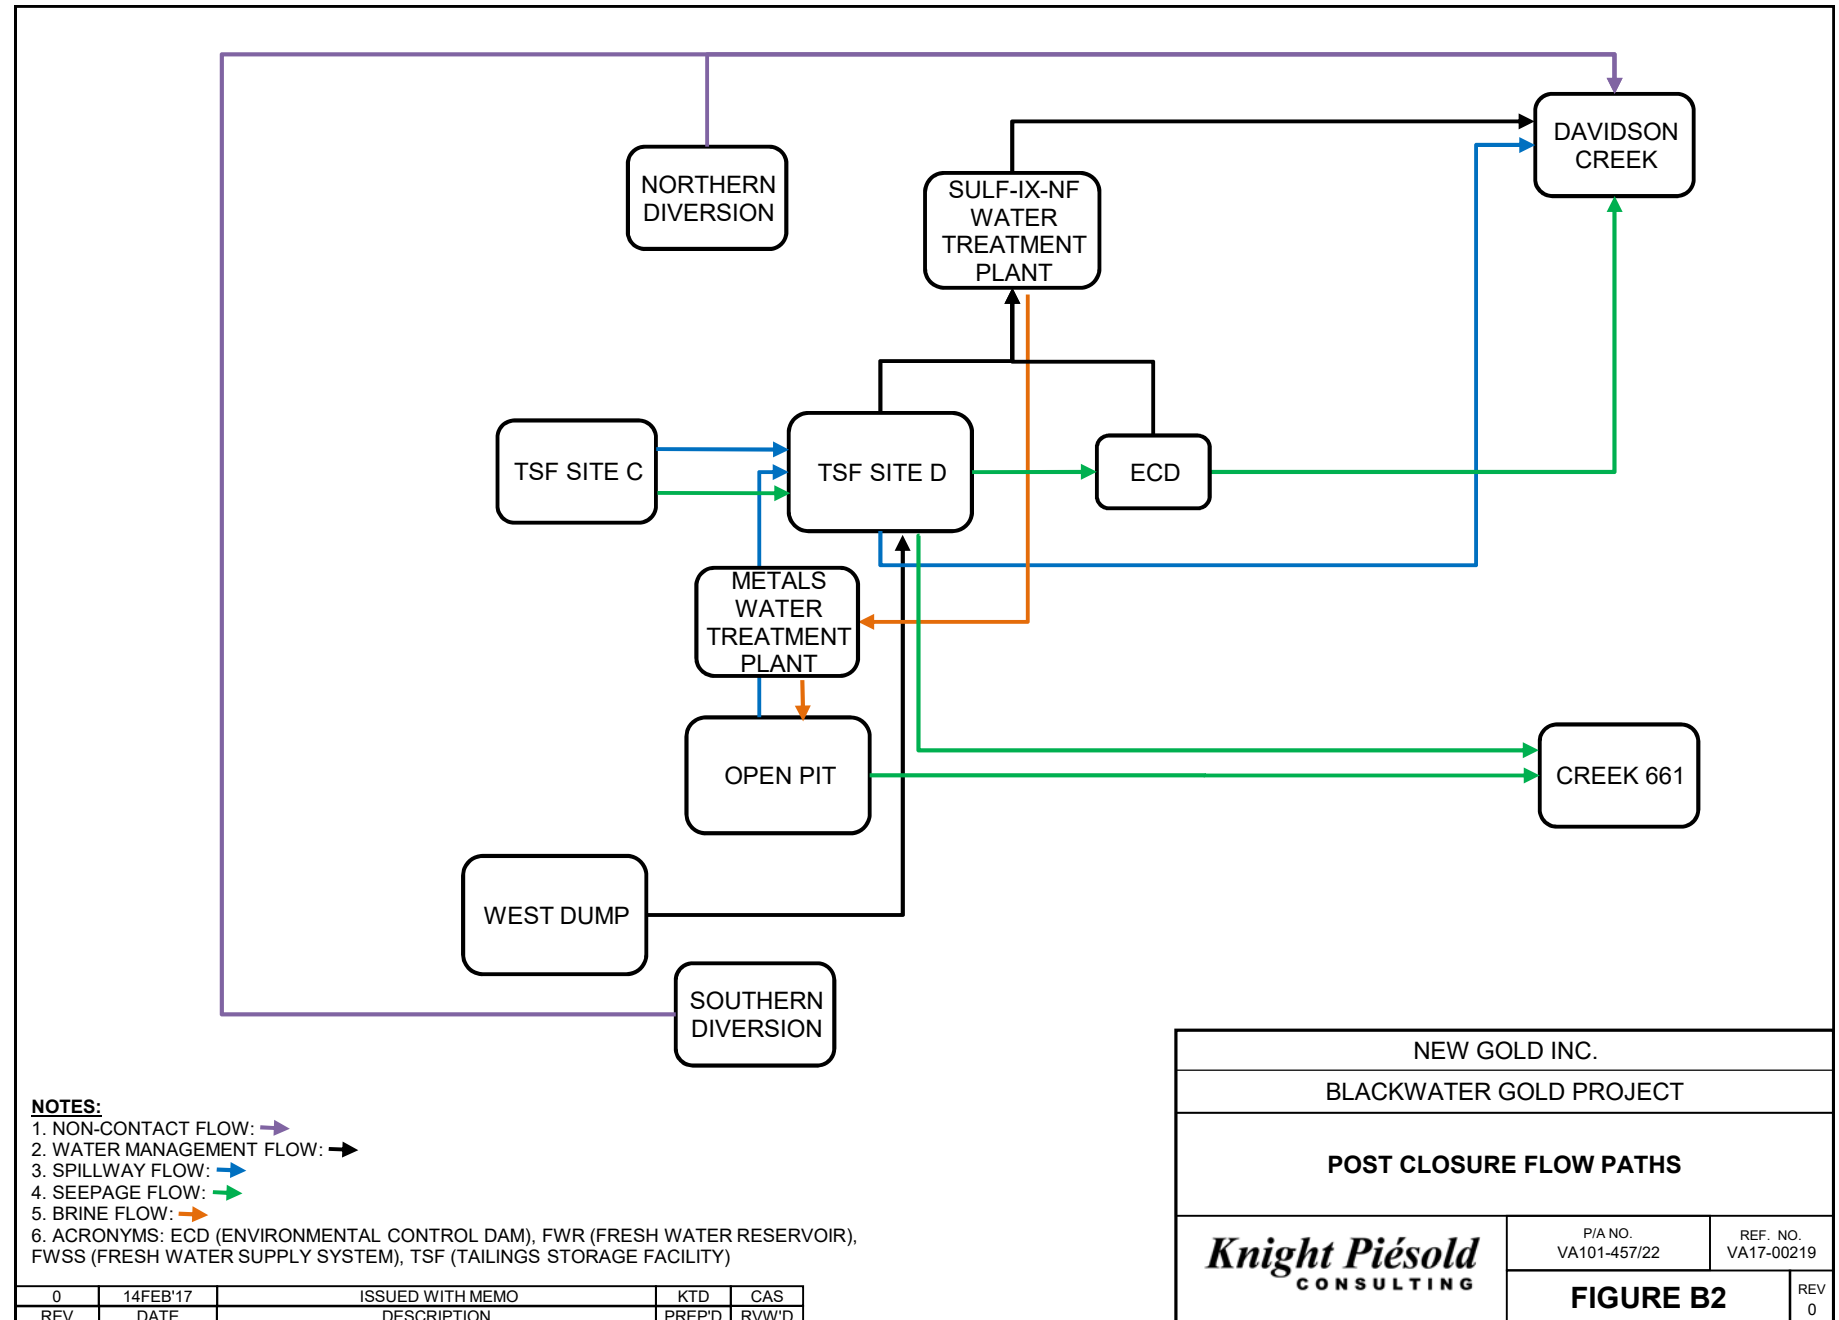 NORTHERN
DIVERSION
SULF-IX-NF
WATER
TREATMENT
PLANT
DAVIDSON
CREEK
TSF SITE C
TSF SITE D
ECD
METALS
WATER
TREATMENT
PLANT
OPEN PIT
CREEK 661
WEST DUMP
SOUTHERN
DIVERSION
NOTES:
1. NON-CONTACT FLOW:
2. WATER MANAGEMENT FLOW:
3. SPILLWAY FLOW:
4. SEEPAGE FLOW:
5. BRINE FLOW:
6. ACRONYMS: ECD (ENVIRONMENTAL CONTROL DAM), FWR (FRESH WATER RESERVOIR),
FWSS (FRESH WATER SUPPLY SYSTEM), TSF (TAILINGS STORAGE FACILITY)
0 14FEB'17 ISSUED WITH MEMO KTD CAS
REV DATE DESCRIPTION PREP'D RVW'D
NEW GOLD INC.
BLACKWATER GOLD PROJECT
POST CLOSURE FLOW PATHS
Knight Piésold
CONSULTING
P/A NO.
VA101-457/22
REF. NO.
VA17-00219
FIGURE B2
REV
0